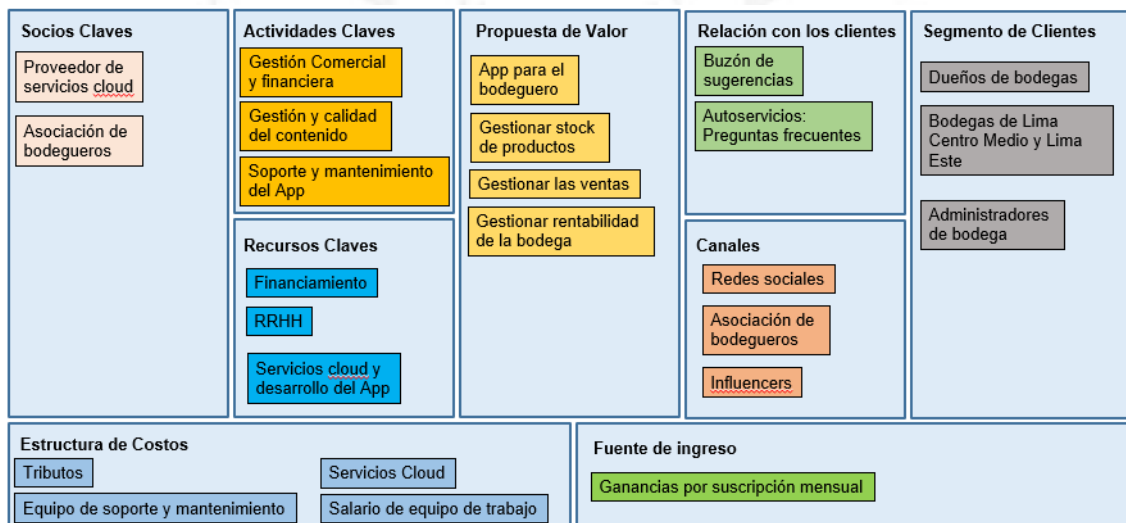 Socios Claves
Proveedor de
servicios cloud
Asociación de
bodegueros
Actividades Claves
Gestión Comercial
y financiera
Gestión y calidad
del contenido
Soporte y mantenimiento
del App
Recursos Claves
Financiamiento
RRHH
Servicios cloud y
desarrollo del App
Propuesta de Valor
App para el
bodeguero
Gestionar stock
de productos
Gestionar las ventas
Gestionar rentabilidad
de la bodega
Relación con los clientes
Buzón de
sugerencias
Autoservicios:
Preguntas frecuentes
Canales
Redes sociales
Asociación de
bodegueros
Influencers
Segmento de Clientes
Dueños de bodegas
Bodegas de Lima
Centro Medio y Lima
Este
Administradores
de bodega
Estructura de Costos
Tributos
Servicios Cloud
Equipo de soporte y mantenimiento
Salario de equipo de trabajo
Fuente de ingreso
Ganancias por suscripción mensual